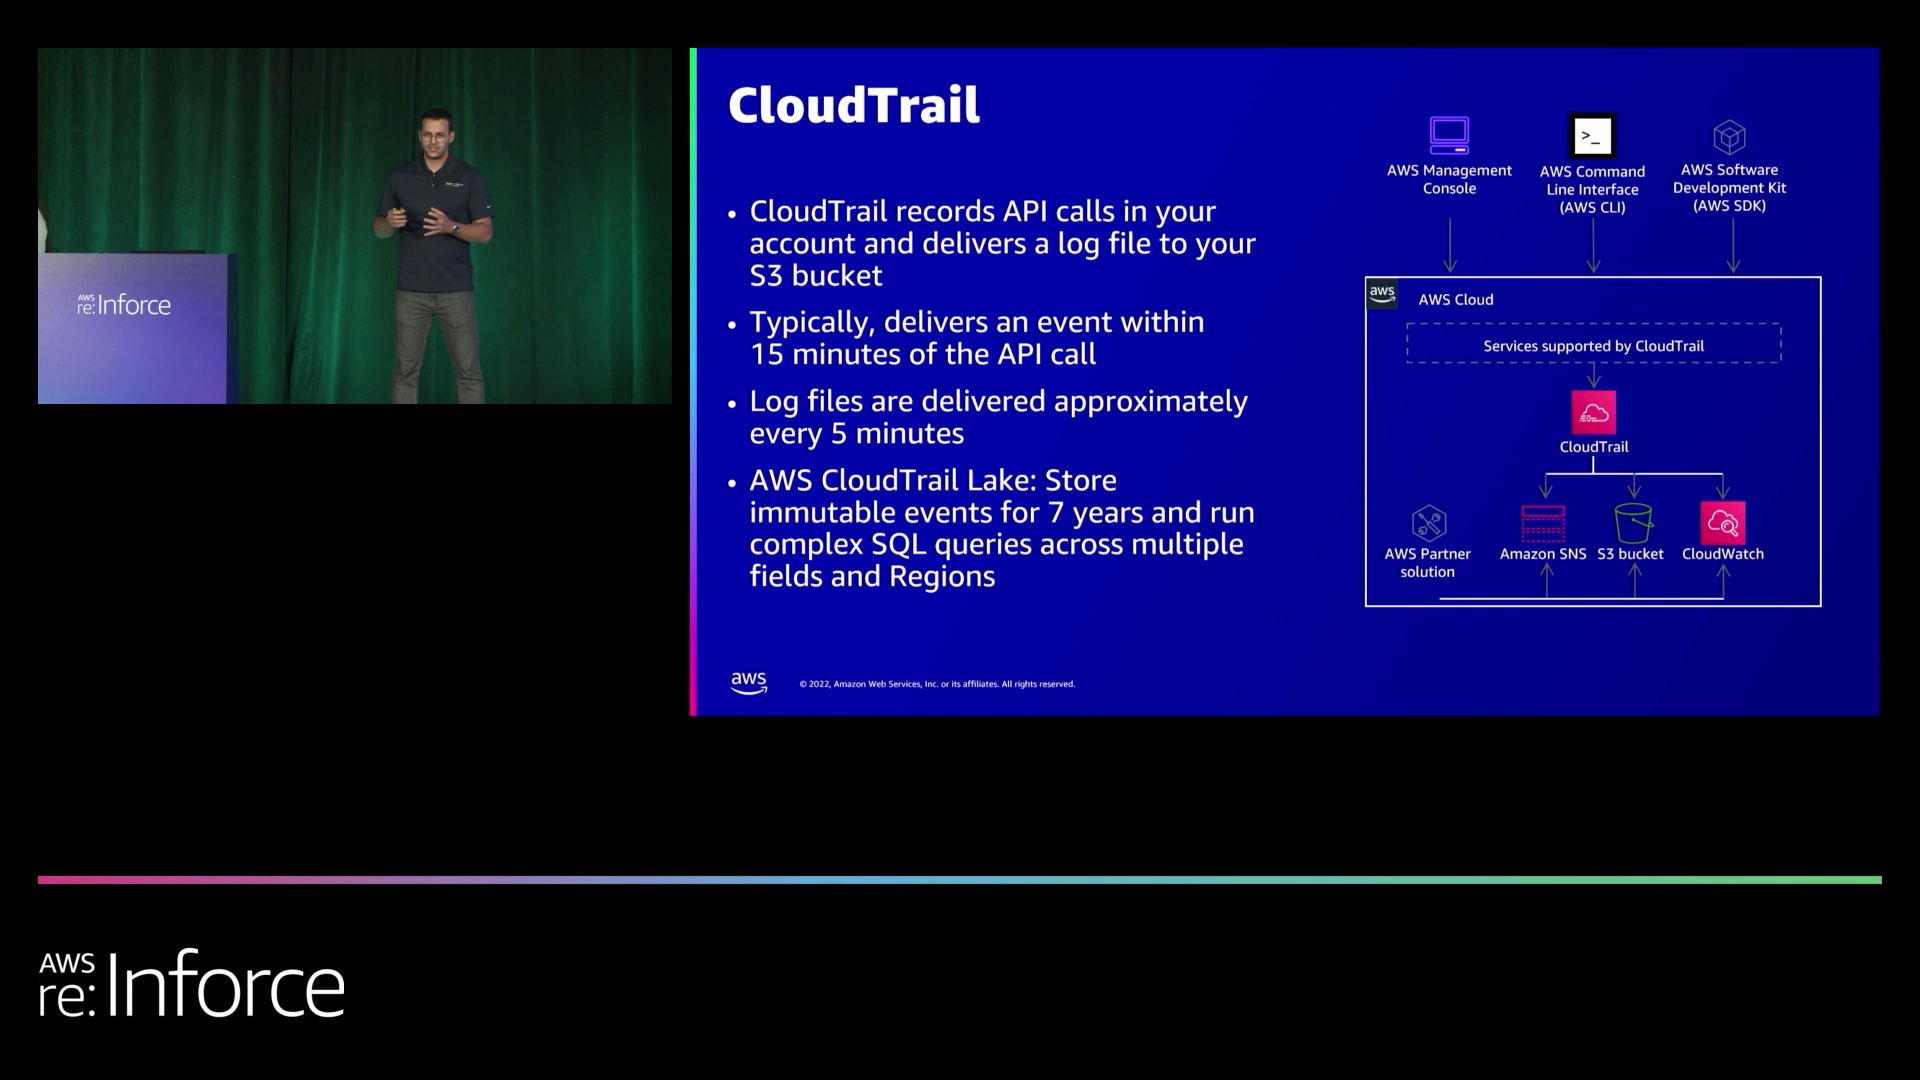 AWS
re:Inforce
CloudTrail
• CloudTrail records API calls in your
account and delivers a log file to your
S3 bucket
• Typically, delivers an event within
15 minutes of the API call
• Log files are delivered approximately
every 5 minutes
• AWS CloudTrail Lake: Store
immutable events for 7 years and run
complex SQL queries across multiple
fields and Regions
>_
AWS Management
Console
AWS Command
Line Interface
(AWS CLI)
AWS Software
Development Kit
(AWS SDK)
aws
AWS Cloud
Services supported by CloudTrail
CloudTrail
AWS Partner
solution
Amazon SNS
S3 bucket
CloudWatch
aws
© 2022, Amazon Web Services, Inc. or its affiliates. All rights reserved.
AWS
re:Inforce